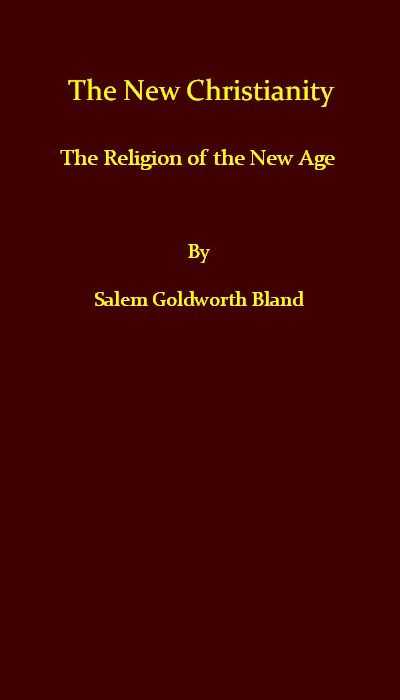 The New Christianity
The Religion of the New Age
By
Salem Goldworth Bland